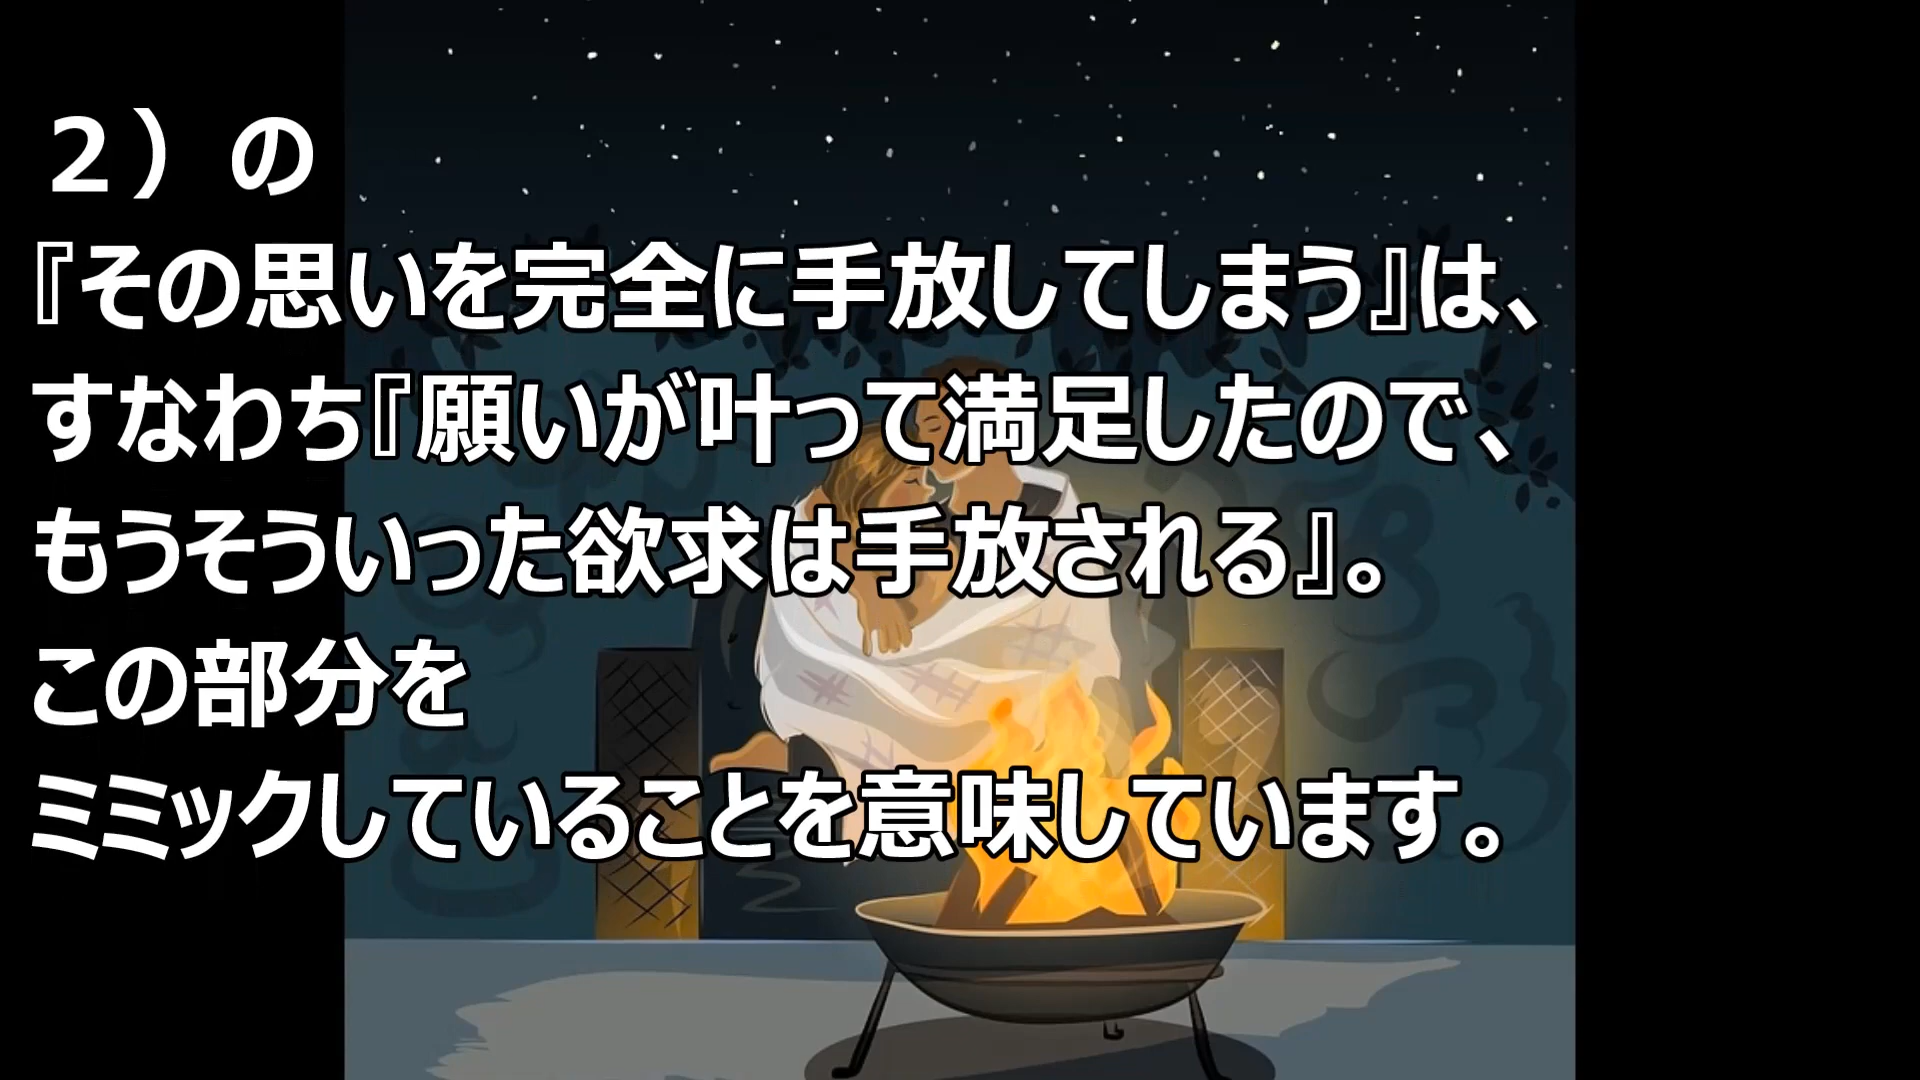 ２）の
『その思いを完全に手放してしまう』は、
すなわち『願いが叶って満足したので、
もうそういった欲求は手放される』。
この部分を
ミミックしていることを意味しています。